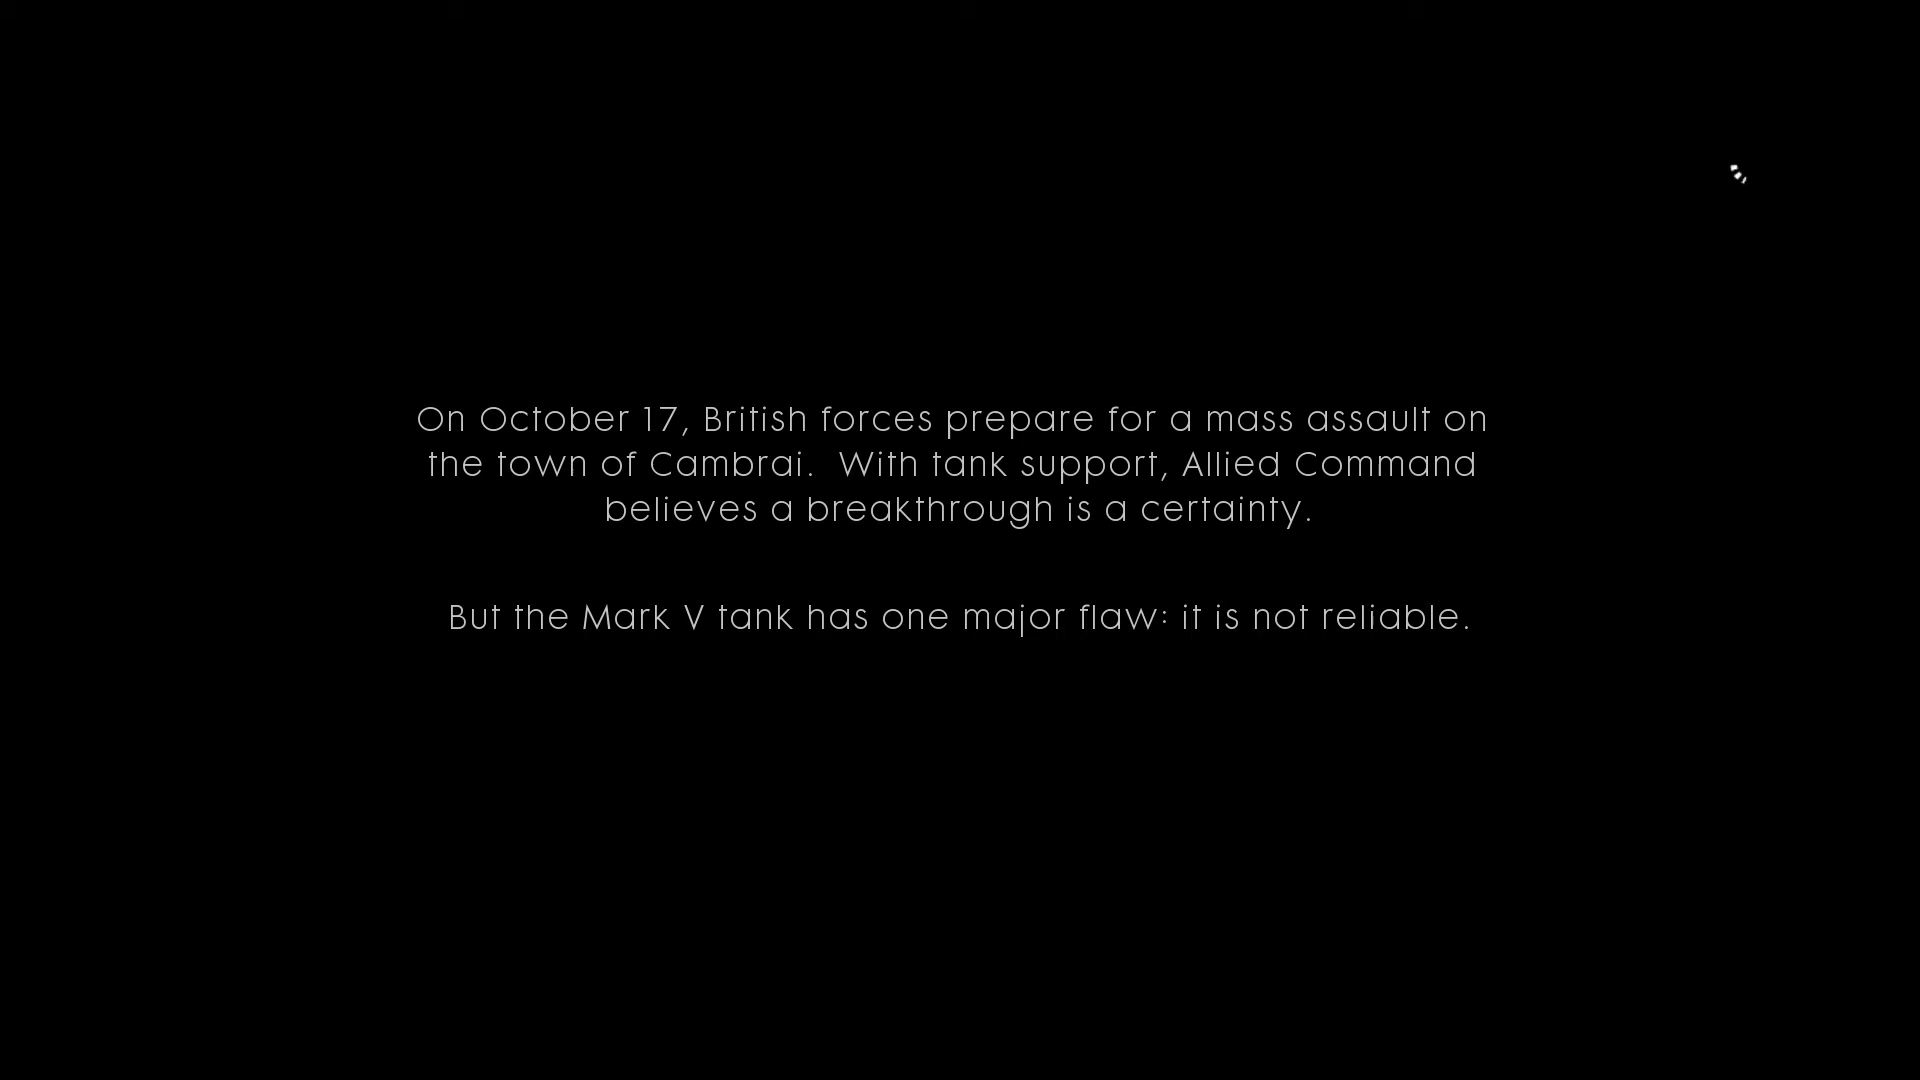 On October 17, British forces prepare for a mass assault on
the town of Cambrai.  With tank support, Allied Command
believes a breakthrough is a certainty.
But the Mark V tank has one major flaw: it is not reliable.